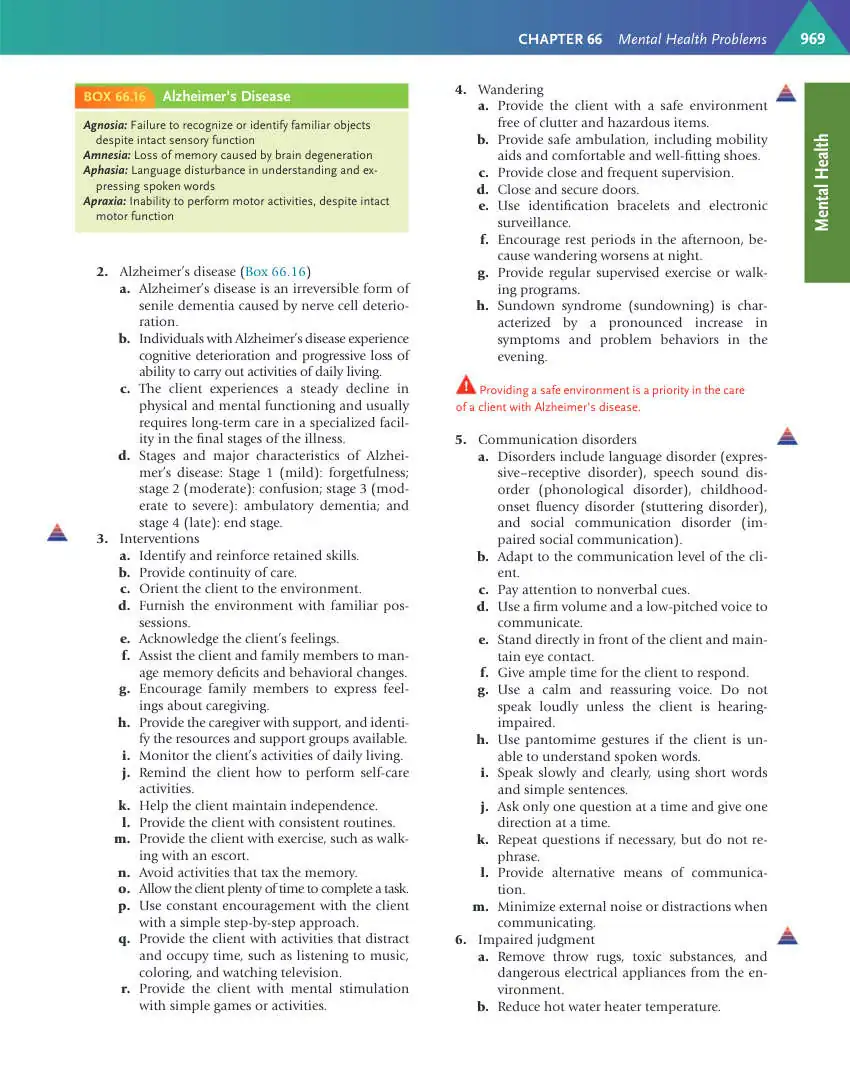 CHAPTER 66 Mental Health Problems 969
BOX 66.16 Alzheimer's Disease
Agnosia: Failure to recognize or identify familiar objects
despite intact sensory function
Amnesia: Loss of memory caused by brain degeneration
Aphasia: Language disturbance in understanding and ex-
pressing spoken words
Apraxia: Inability to perform motor activities, despite intact
motor function
2. Alzheimer's disease (Box 66.16)
a. Alzheimer's disease is an irreversible form of
senile dementia caused by nerve cell deterio-
ration.
b. Individuals with Alzheimer's disease experience
cognitive deterioration and progressive loss of
ability to carry out activities of daily living.
c. The client experiences a steady decline in
physical and mental functioning and usually
requires long-term care in a specialized facil-
ity in the final stages of the illness.
d. Stages and major characteristics of Alzhei-
mer's disease: Stage 1 (mild): forgetfulness;
stage 2 (moderate): confusion; stage 3 (mod-
erate to severe): ambulatory dementia; and
stage 4 (late): end stage.
3. Interventions
a. Identify and reinforce retained skills.
b. Provide continuity of care.
c. Orient the client to the environment.
d. Furnish the environment with familiar pos-
sessions.
e. Acknowledge the client's feelings.
f. Assist the client and family members to man-
age memory deficits and behavioral changes.
g. Encourage family members to express feel-
ings about caregiving.
h. Provide the caregiver with support, and identi-
fy the resources and support groups available.
i. Monitor the client's activities of daily living.
j. Remind the client how to perform self-care
activities.
k. Help the client maintain independence.
l. Provide the client with consistent routines.
m. Provide the client with exercise, such as walk-
ing with an escort.
n. Avoid activities that tax the memory.
o. Allow the client plenty of time to complete a task.
p. Use constant encouragement with the client
with a simple step-by-step approach.
q. Provide the client with activities that distract
and occupy time, such as listening to music,
coloring, and watching television.
r. Provide the client with mental stimulation
with simple games or activities.
4. Wandering
a. Provide the client with a safe environment
free of clutter and hazardous items.
b. Provide safe ambulation, including mobility
aids and comfortable and well-fitting shoes.
c. Provide close and frequent supervision.
d. Close and secure doors.
e. Use identification bracelets and electronic
surveillance.
f. Encourage rest periods in the afternoon, be-
cause wandering worsens at night.
g. Provide regular supervised exercise or walk-
ing programs.
h. Sundown syndrome (sundowning) is char-
acterized by a pronounced increase in
symptoms and problem behaviors in the
evening.
Providing a safe environment is a priority in the care
of a client with Alzheimer's disease.
5. Communication disorders
a. Disorders include language disorder (expres-
sive–receptive disorder), speech sound dis-
order (phonological disorder), childhood-
onset fluency disorder (stuttering disorder),
and social communication disorder (im-
paired social communication).
b. Adapt to the communication level of the cli-
ent.
c. Pay attention to nonverbal cues.
d. Use a firm volume and a low-pitched voice to
communicate.
e. Stand directly in front of the client and main-
tain eye contact.
f. Give ample time for the client to respond.
g. Use a calm and reassuring voice. Do not
speak loudly unless the client is hearing-
impaired.
h. Use pantomime gestures if the client is un-
able to understand spoken words.
i. Speak slowly and clearly, using short words
and simple sentences.
j. Ask only one question at a time and give one
direction at a time.
k. Repeat questions if necessary, but do not re-
phrase.
l. Provide alternative means of communica-
tion.
m. Minimize external noise or distractions when
communicating.
6. Impaired judgment
a. Remove throw rugs, toxic substances, and
dangerous electrical appliances from the en-
vironment.
b. Reduce hot water heater temperature.
Mental Health